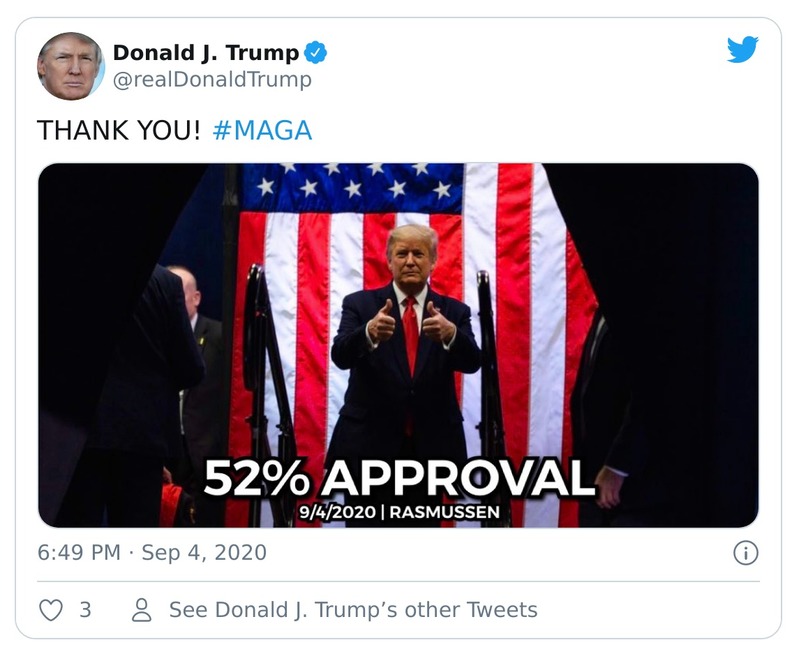 Donald J. Trump
@realDonaldTrump
THANK YOU! #MAGA
52% APPROVAL
9/4/2020 | RASMUSSEN
6:49 PM · Sep 4, 2020
3
See Donald J. Trump’s other Tweets